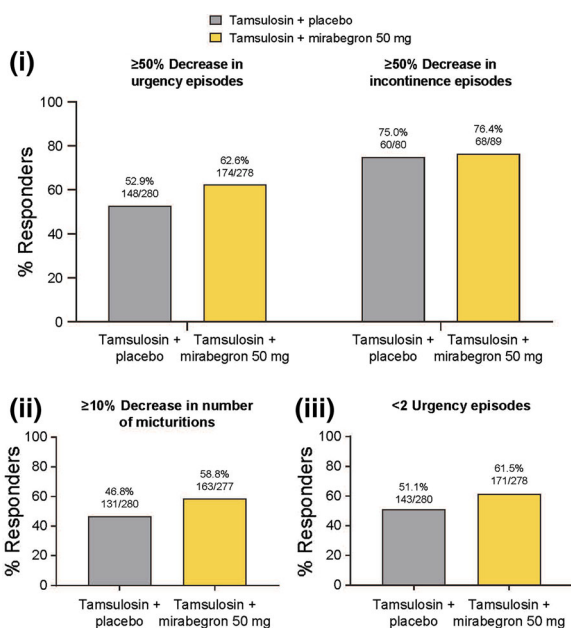 Tamsulosin + placebo
Tamsulosin + mirabegron 50 mg
(i)
≥50% Decrease in
urgency episodes
≥50% Decrease in
incontinence episodes
% Responders
100
80
60
40
20
0
52.9%
148/280
62.6%
174/278
75.0%
60/80
76.4%
68/89
Tamsulosin +
placebo
Tamsulosin +
mirabegron 50 mg
Tamsulosin +
placebo
Tamsulosin +
mirabegron 50 mg
(ii)
≥10% Decrease in number
of micturitions
% Responders
100
80
60
40
20
0
46.8%
131/280
58.8%
163/277
Tamsulosin +
placebo
Tamsulosin +
mirabegron 50 mg
(iii)
<2 Urgency episodes
% Responders
100
80
60
40
20
0
51.1%
143/280
61.5%
171/278
Tamsulosin +
placebo
Tamsulosin +
mirabegron 50 mg